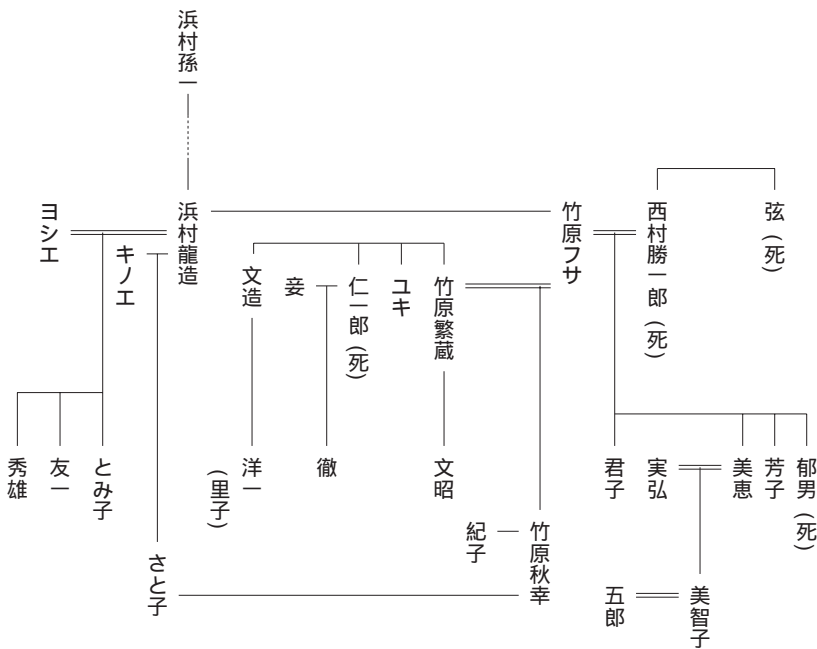 浜村孫一
弦(死)
西村勝一郎(死)
竹原フサ
浜村龍造
ヨシエ
キノエ
竹原繁蔵
ユキ
仁一郎(死)
妾
文造
郁男(死)
芳子
美恵
実弘
君子
文昭
徹
洋一
(里子)
とみ子
友一
秀雄
竹原秋幸
紀子
さと子
美智子
五郎